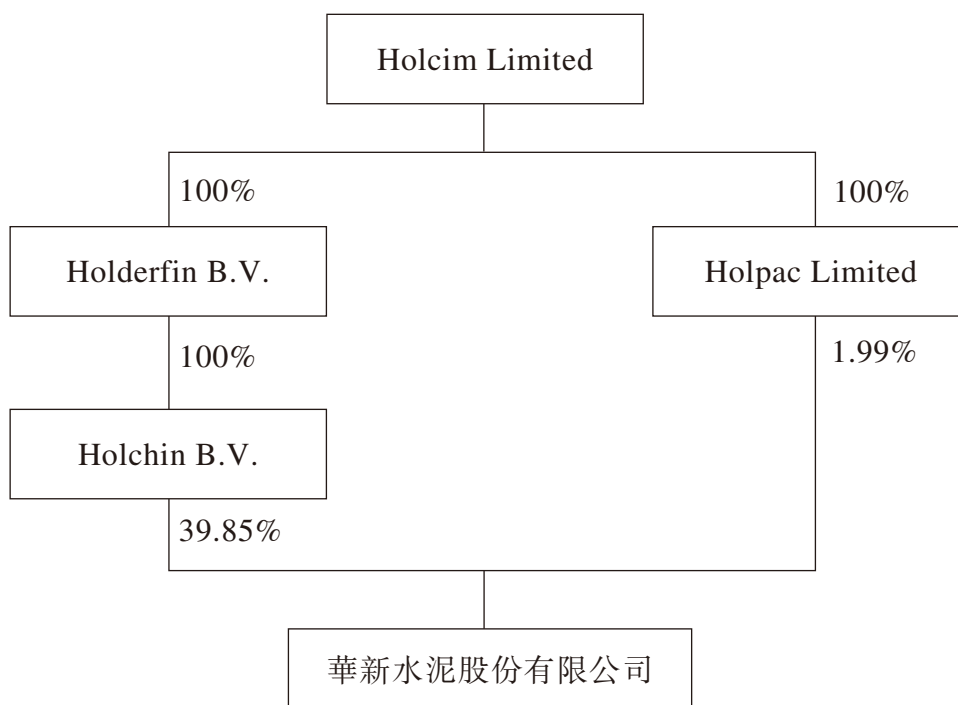 Holcim Limited
100%
100%
Holderfin B.V.
Holpac Limited
100%
1.99%
Holchin B.V.
39.85%
華新水泥股份有限公司